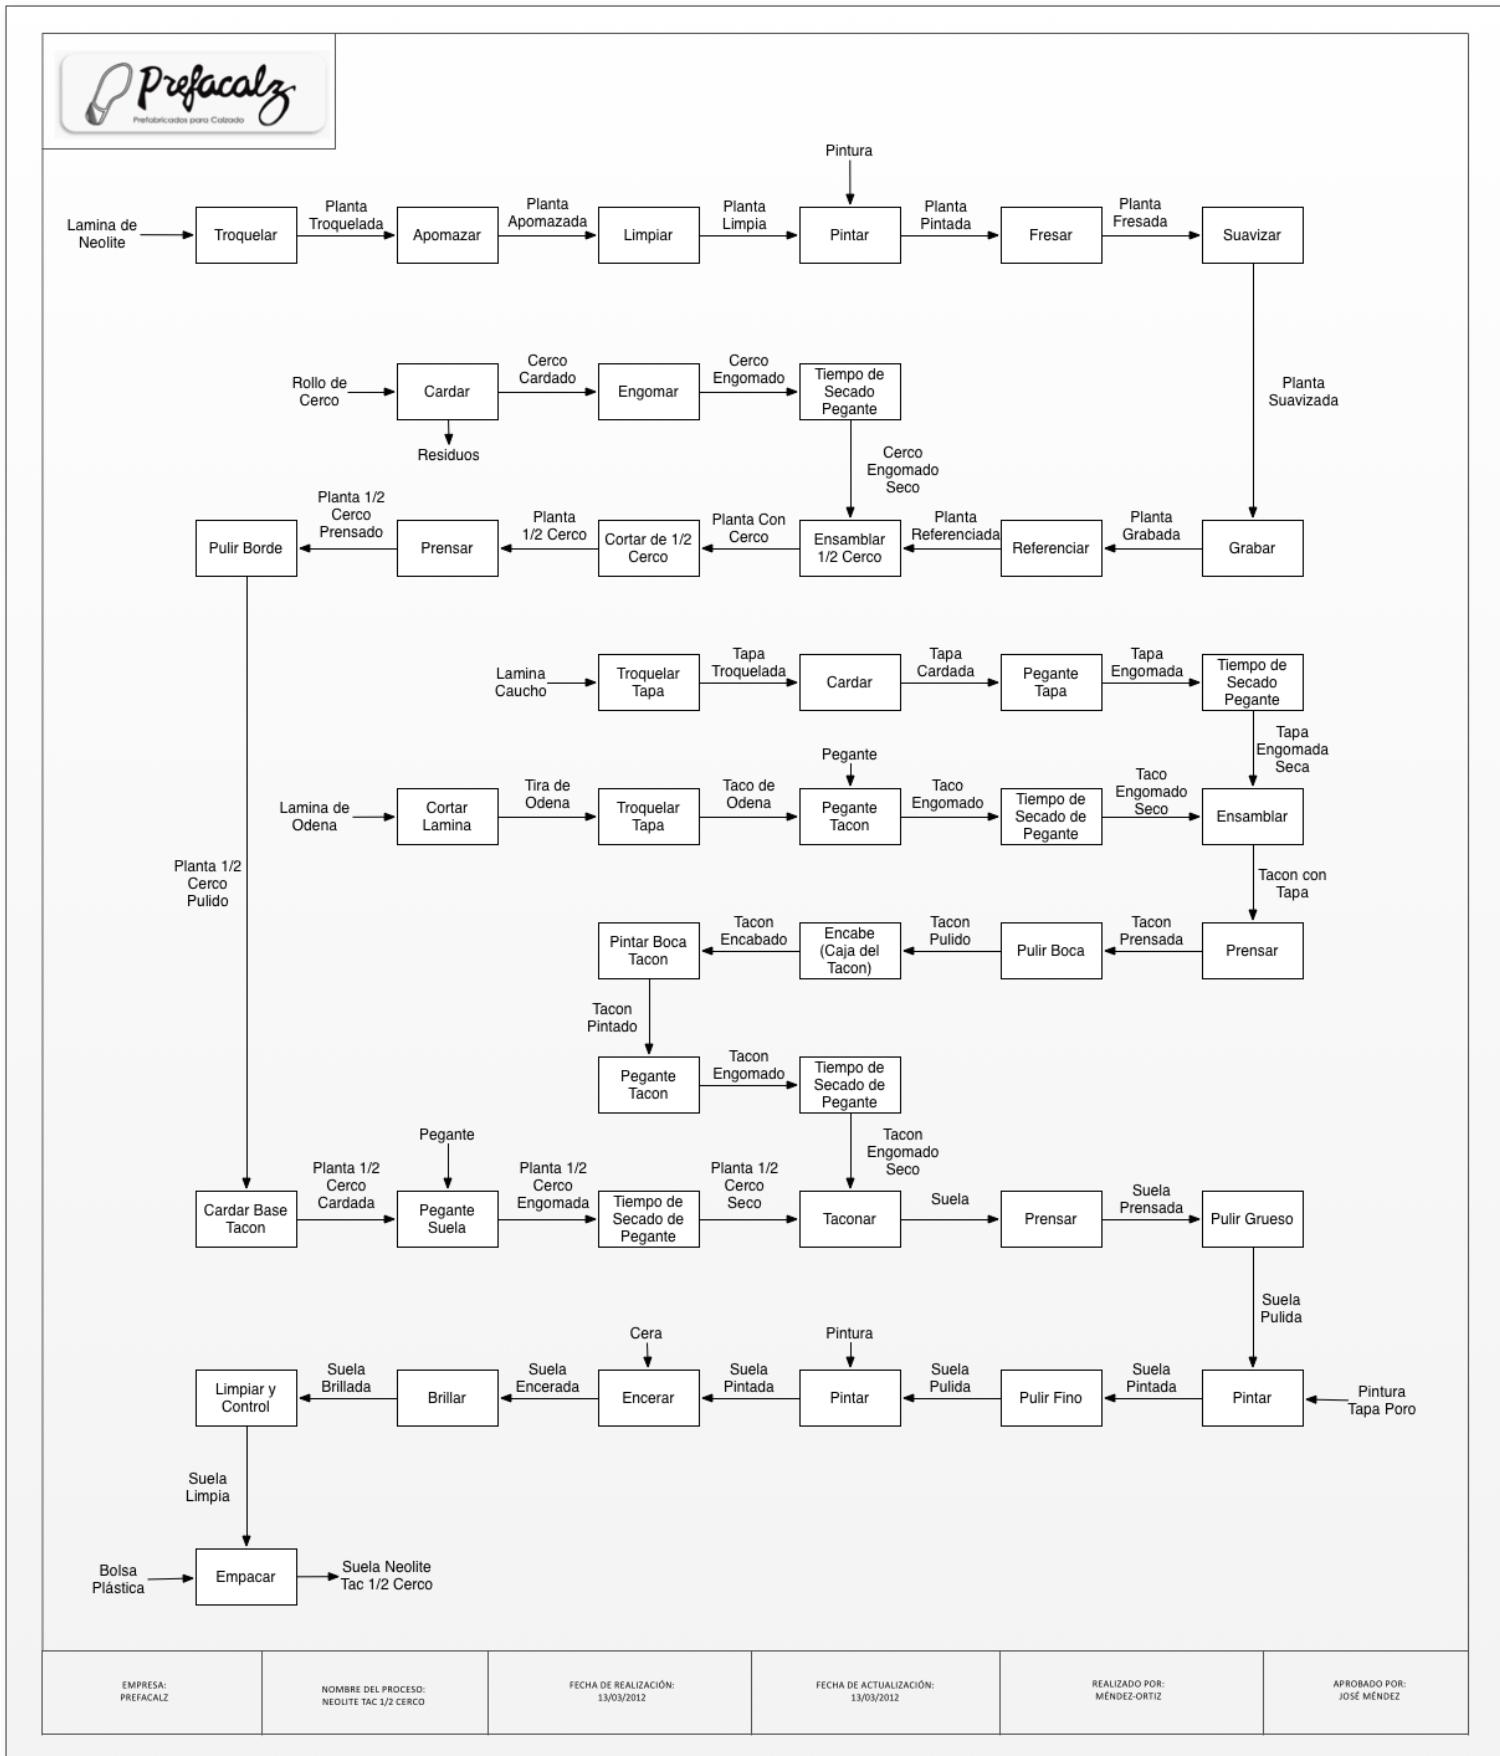 Prefacalz
Prefabricados para Calzado
Pintura
Lamina de
Neolite
Troquelar
Planta
Troquelada
Apomazar
Planta
Apomazada
Limpiar
Planta
Limpia
Pintar
Planta
Pintada
Fresar
Planta
Fresada
Suavizar
Planta
Suavizada
Rollo de
Cerco
Cardar
Residuos
Cerco
Cardado
Engomar
Cerco
Engomado
Tiempo de
Secado
Pegante
Cerco
Engomado
Seco
Pulir Borde
Planta 1/2
Cerco
Prensado
Prensar
Planta
1/2 Cerco
Cortar de 1/2
Cerco
Planta Con
Cerco
Ensamblar
1/2 Cerco
Planta
Referenciada
Referenciar
Planta
Grabada
Grabar
Lamina
Caucho
Troquelar
Tapa
Tapa
Troquelada
Cardar
Tapa
Cardada
Pegante
Tapa
Tapa
Engomada
Tiempo de
Secado
Pegante
Tapa
Engomada
Seca
Pegante
Lamina de
Odena
Cortar
Lamina
Tira de
Odena
Troquelar
Tapa
Taco de
Odena
Pegante
Tacon
Taco
Engomado
Tiempo de
Secado de
Pegante
Taco
Engomado
Seco
Ensamblar
Planta 1/2
Cerco
Pulido
Tacon con
Tapa
Pintar Boca
Tacon
Tacon
Encabado
Encabe
(Caja del
Tacon)
Tacon
Pulido
Pulir Boca
Tacon
Prensada
Prensar
Tacon
Pintado
Pegante
Tacon
Tacon
Engomado
Tiempo de
Secado de
Pegante
Tacon
Engomado
Seco
Pegante
Cardar Base
Tacon
Planta 1/2
Cerco
Cardada
Pegante
Suela
Planta 1/2
Cerco
Engomada
Tiempo de
Secado de
Pegante
Planta 1/2
Cerco
Seco
Taconar
Suela
Prensar
Suela
Prensada
Pulir Grueso
Suela
Pulida
Cera
Pintura
Limpiar y
Control
Suela
Brillada
Brillar
Suela
Encerada
Encerar
Suela
Pintada
Pintar
Suela
Pulida
Pulir Fino
Suela
Pintada
Pintar
Pintura
Tapa Poro
Suela
Limpia
Bolsa
Plástica
Empacar
Suela Neolite
Tac 1/2 Cerco
EMPRESA:
PREFACALZ
NOMBRE DEL PROCESO:
NEOLITE TAC 1/2 CERCO
FECHA DE REALIZACIÓN:
13/03/2012
FECHA DE ACTUALIZACIÓN:
13/03/2012
REALIZADO POR:
MÉNDEZ-ORTIZ
APROBADO POR:
JOSÉ MÉNDEZ